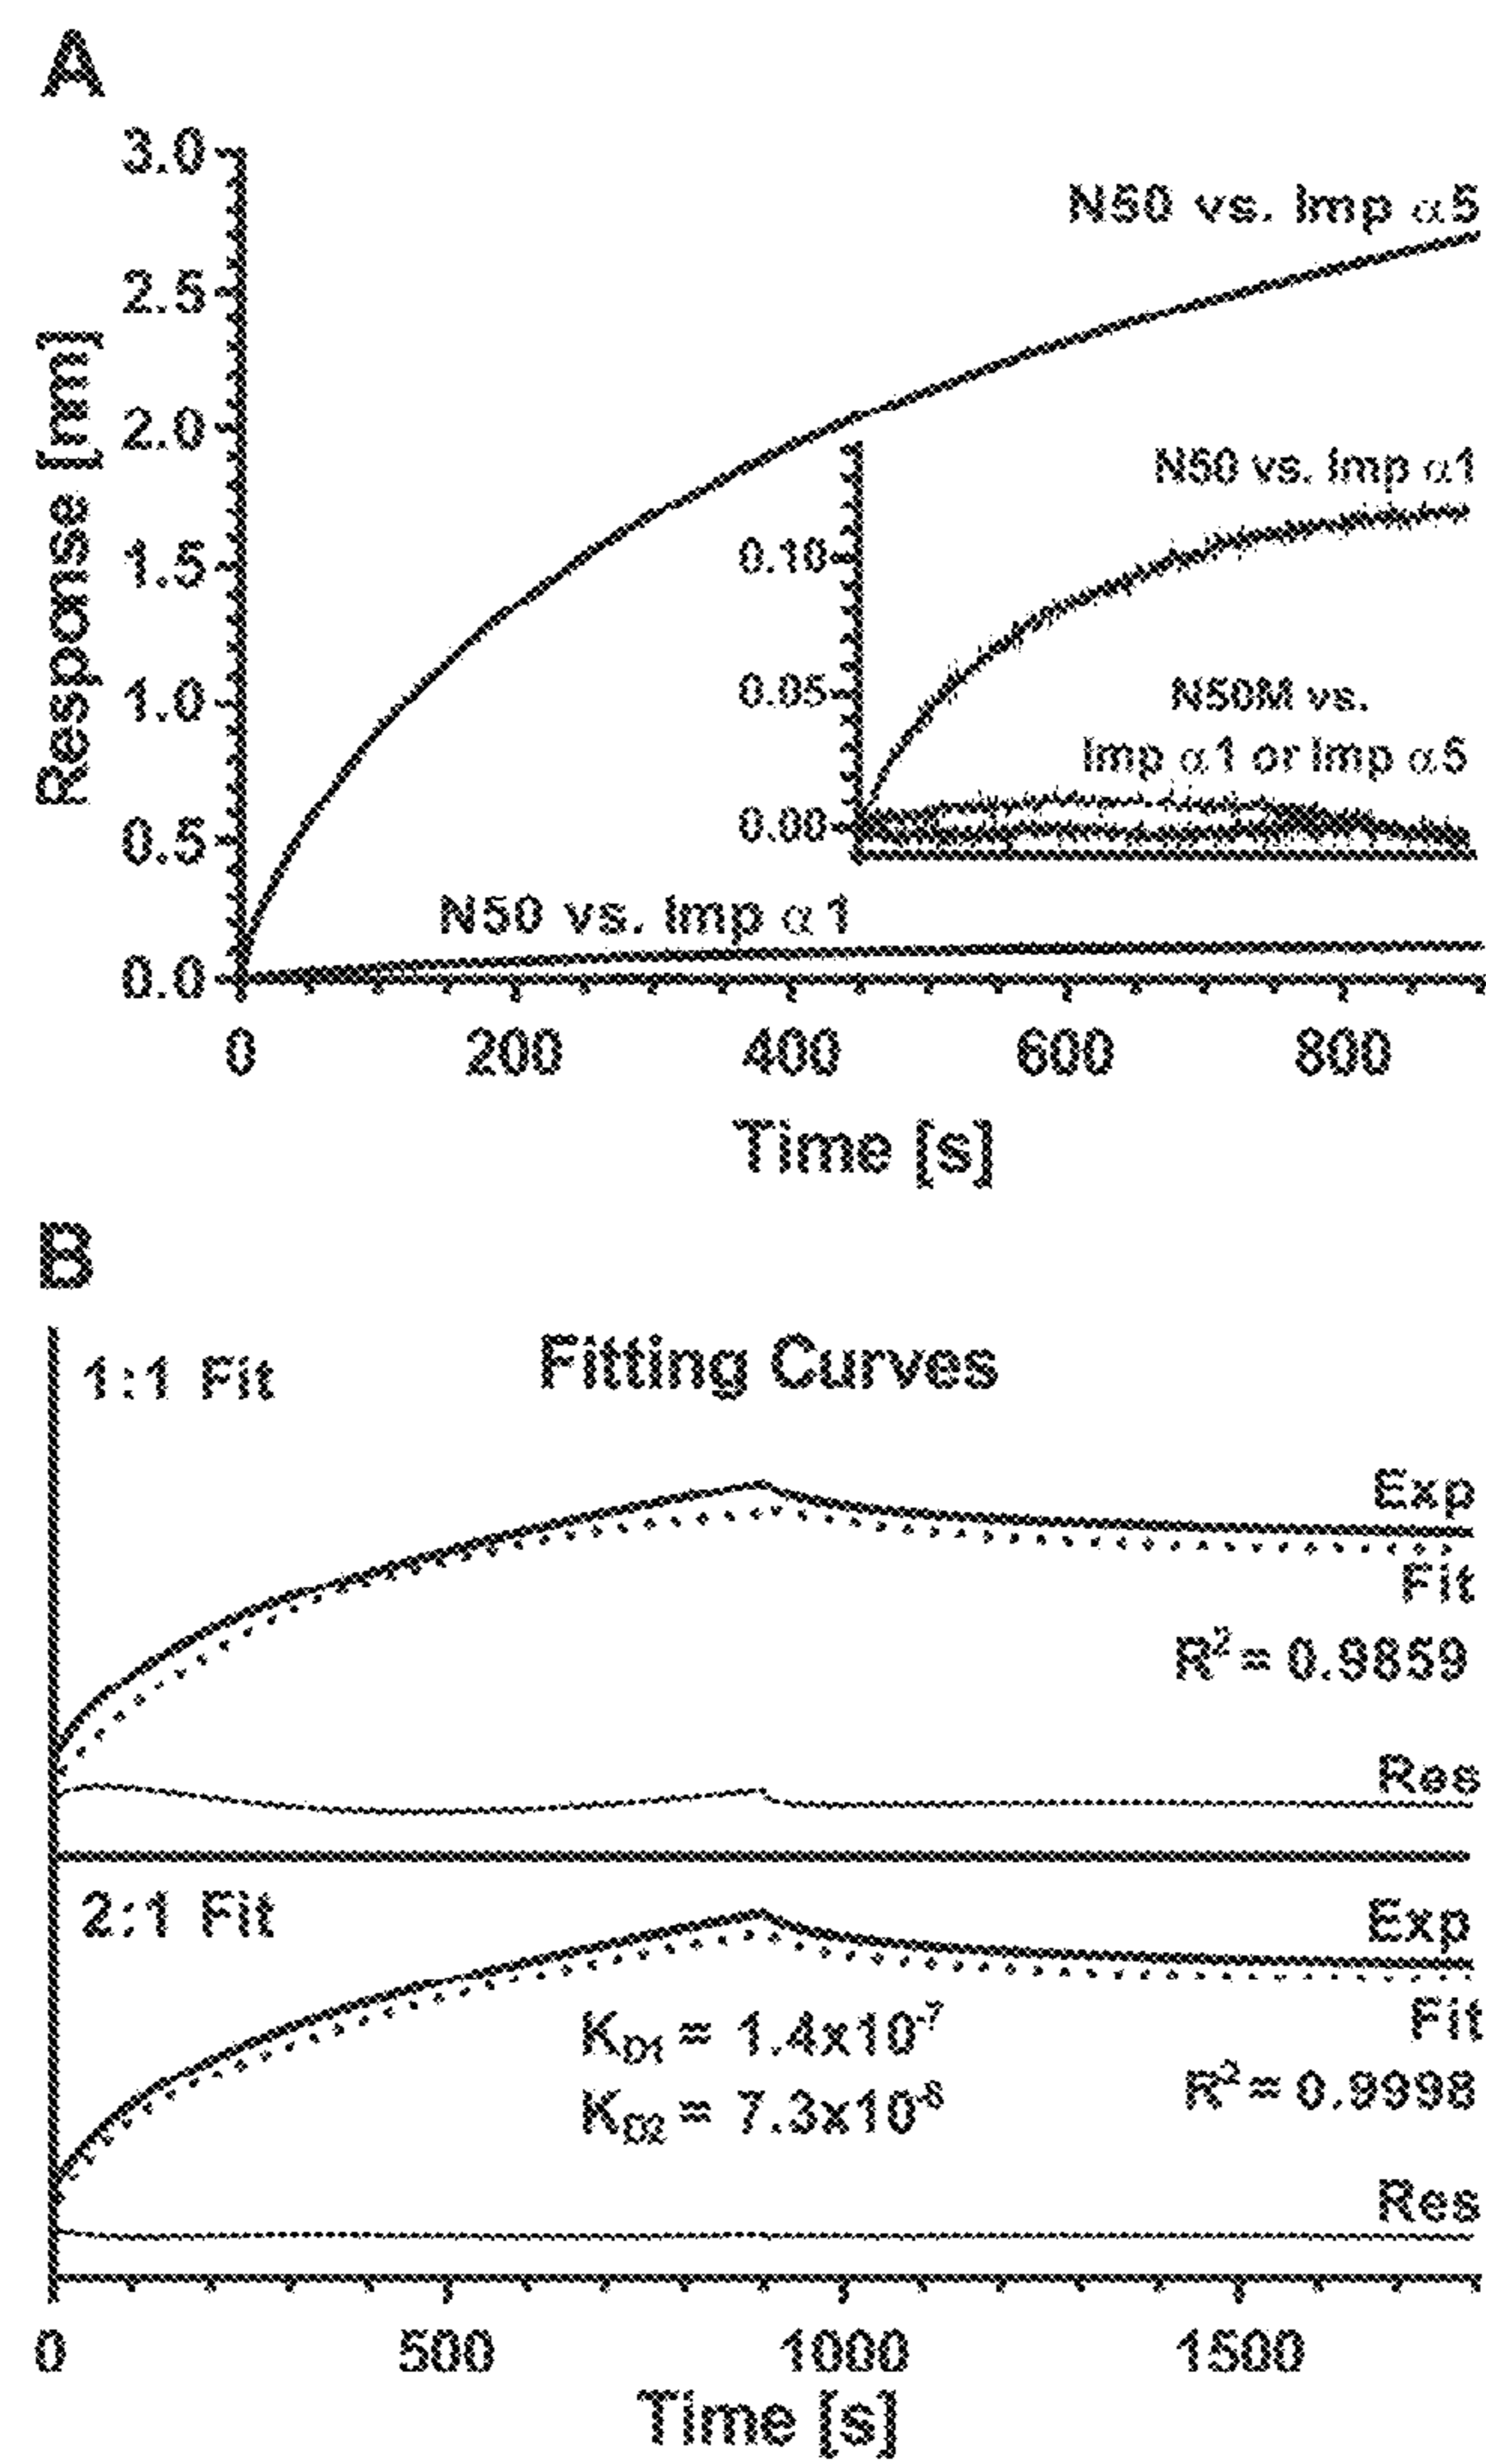 A
3.0
2.5
2.0
1.5
1.0
0.5
0.0
Response [nm]
N50 vs. Imp α5
N50 vs. Imp α1
0.10
0.05
0.00
N50M vs.
Imp α1 or Imp α5
N50 vs. Imp α1
0 200 400 600 800
Time [s]
B
1:1 Fit
Fitting Curves
Exp
Fit
R²= 0.9859
Res
2:1 Fit
Exp
K_D1 = 1.4x10⁻⁷
Fit
K_D2 = 7.3x10
R²= 0.9998
Res
0 500 1000 1500
Time [s]